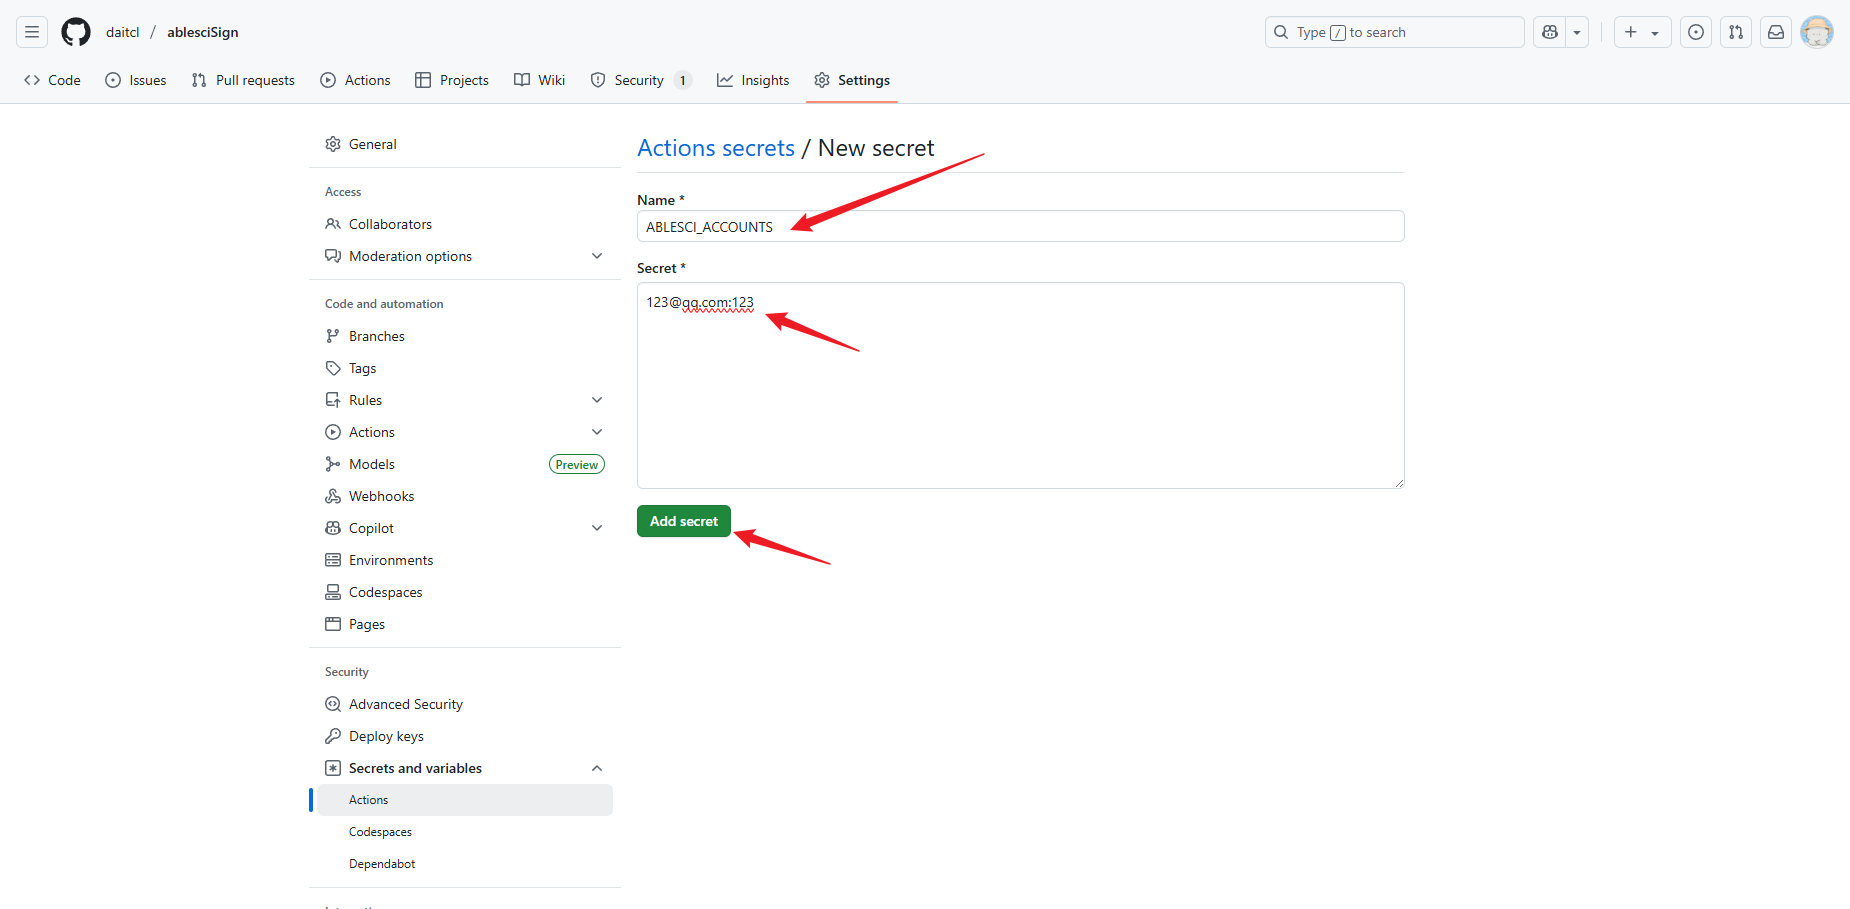 daitcl / ablesciSign
Type / to search
Code
Issues
Pull requests
Actions
Projects
Wiki
Security 1
Insights
Settings
General
Access
Collaborators
Moderation options
Code and automation
Branches
Tags
Rules
Actions
Models Preview
Webhooks
Copilot
Environments
Codespaces
Pages
Security
Advanced Security
Deploy keys
Secrets and variables
Actions
Codespaces
Dependabot
Actions secrets / New secret
Name *
ABLESCI_ACCOUNTS
Secret *
123@qq.com:123
Add secret